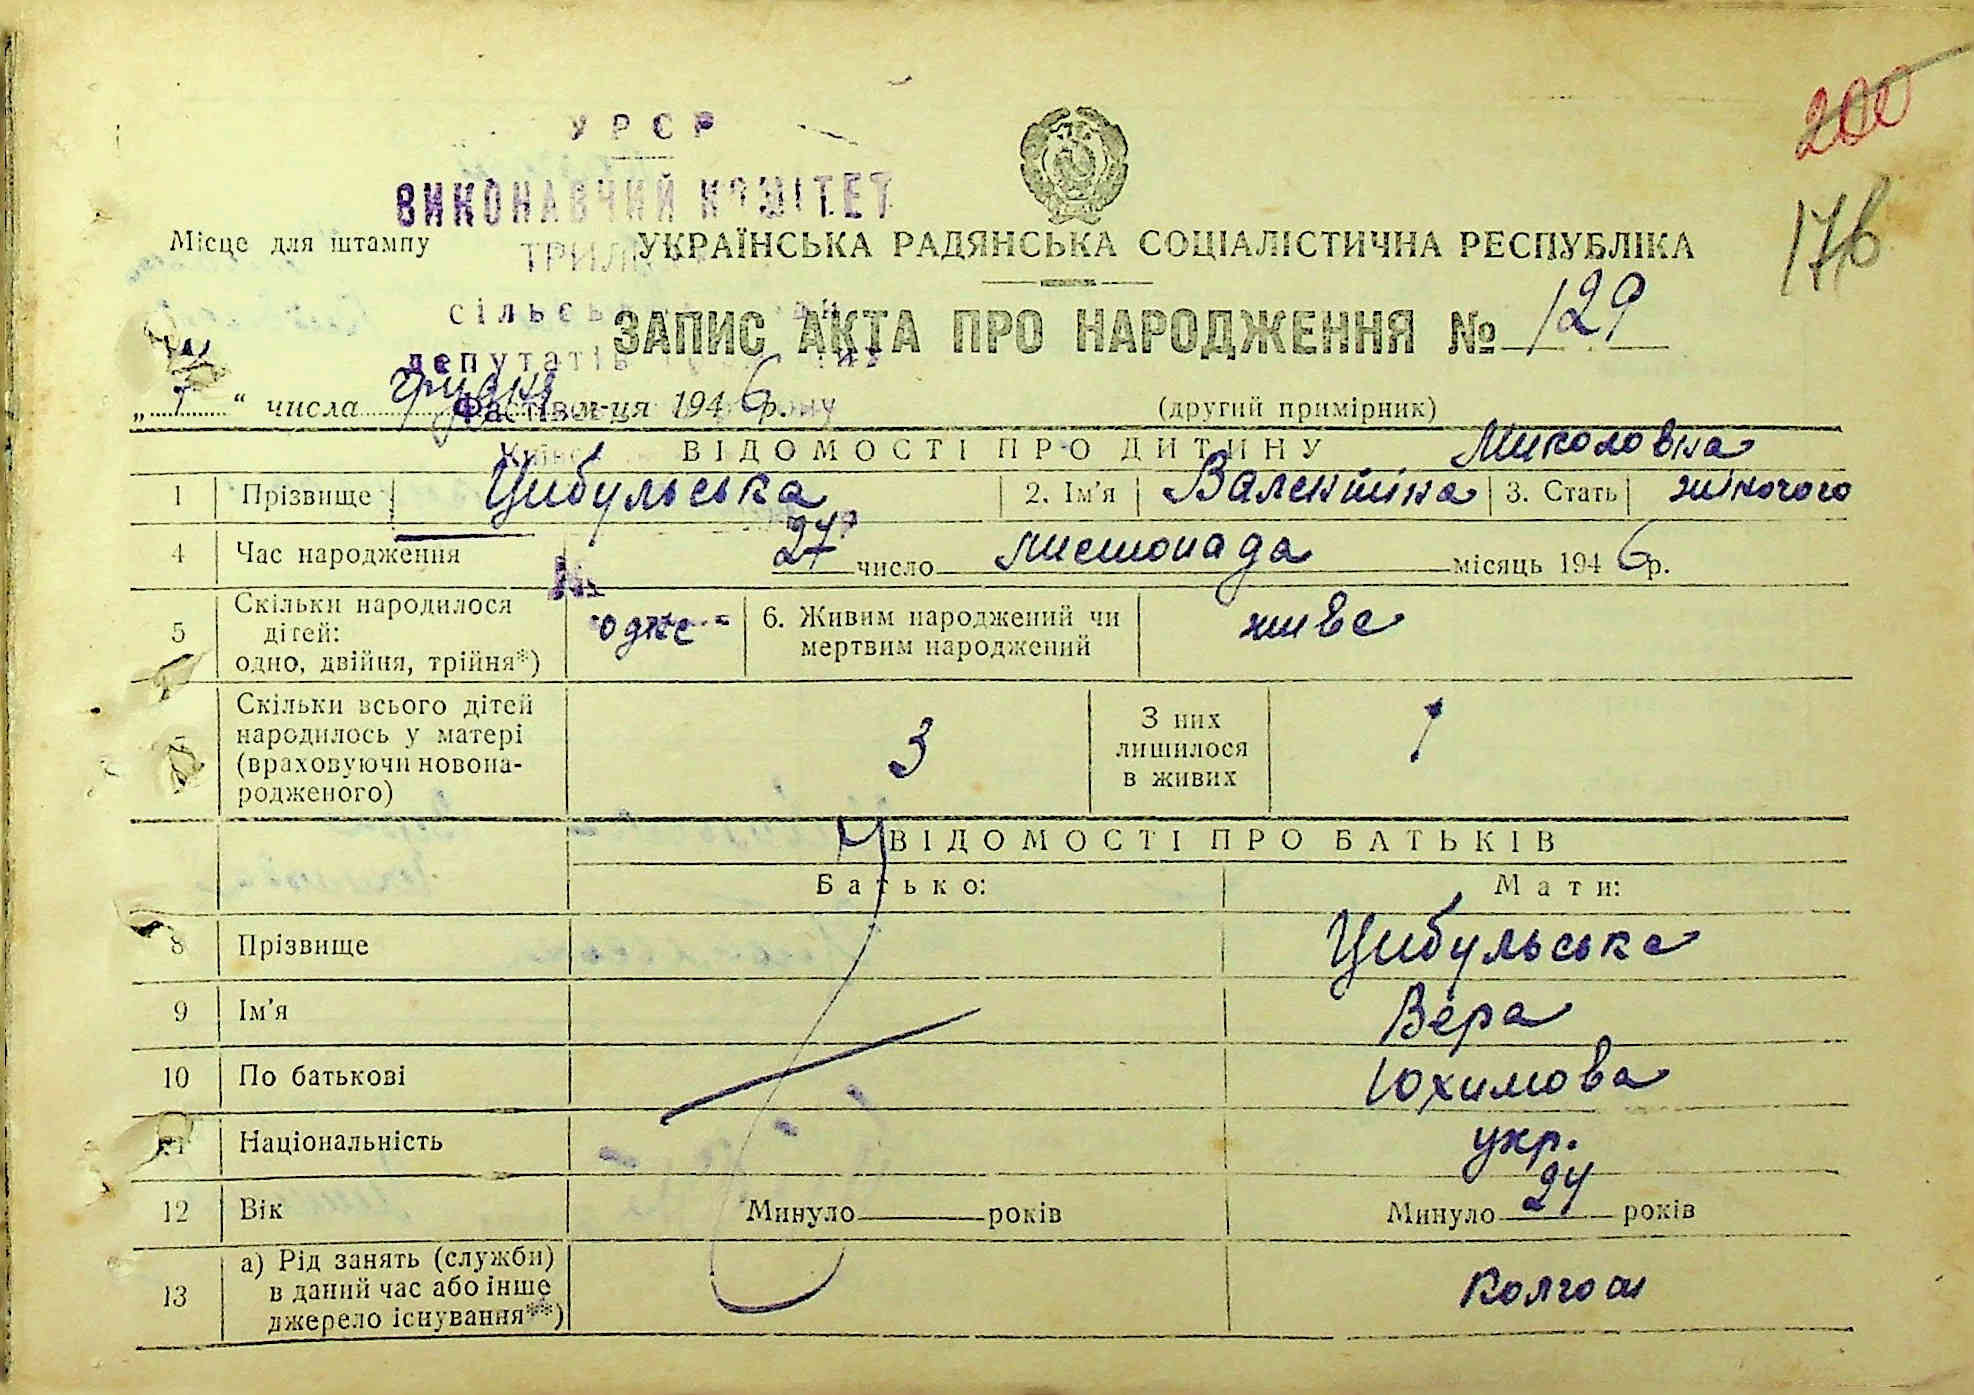 200
176
УРСР
ВИКОНАВЧИЙ КОМІТЕТ
Місце для штампу
УКРАЇНСЬКА РАДЯНСЬКА СОЦІАЛІСТИЧНА РЕСПУБЛІКА
ЗАПИС АКТА ПРО НАРОДЖЕННЯ № 129
депутатів
„ 7 “ числа грудня м-ця 1946 р.
(другий примірник)
ВІДОМОСТІ ПРО ДИТИНУ
Миколовна
1 Прізвище Цибульська 2. Ім'я Валентина 3. Стать жіночого
4 Час народження 24 число листопада місяць 1946 р.
5 Скільки народилося дітей: одно, двійня, трійня*) одне 6. Живим народжений чи мертвим народжений живе
Скільки всього дітей народилось у матері (враховуючи новонародженого) 3 З них лишилося в живих 1
ВІДОМОСТІ ПРО БАТЬКІВ
Батько: Мати:
8 Прізвище Цибульська
9 Ім'я Вера
10 По батькові Юхимова
11 Національність укр.
12 Вік Минуло років Минуло 24 років
13 а) Рід занять (служби) в даний час або інше джерело існування**) Колгосп